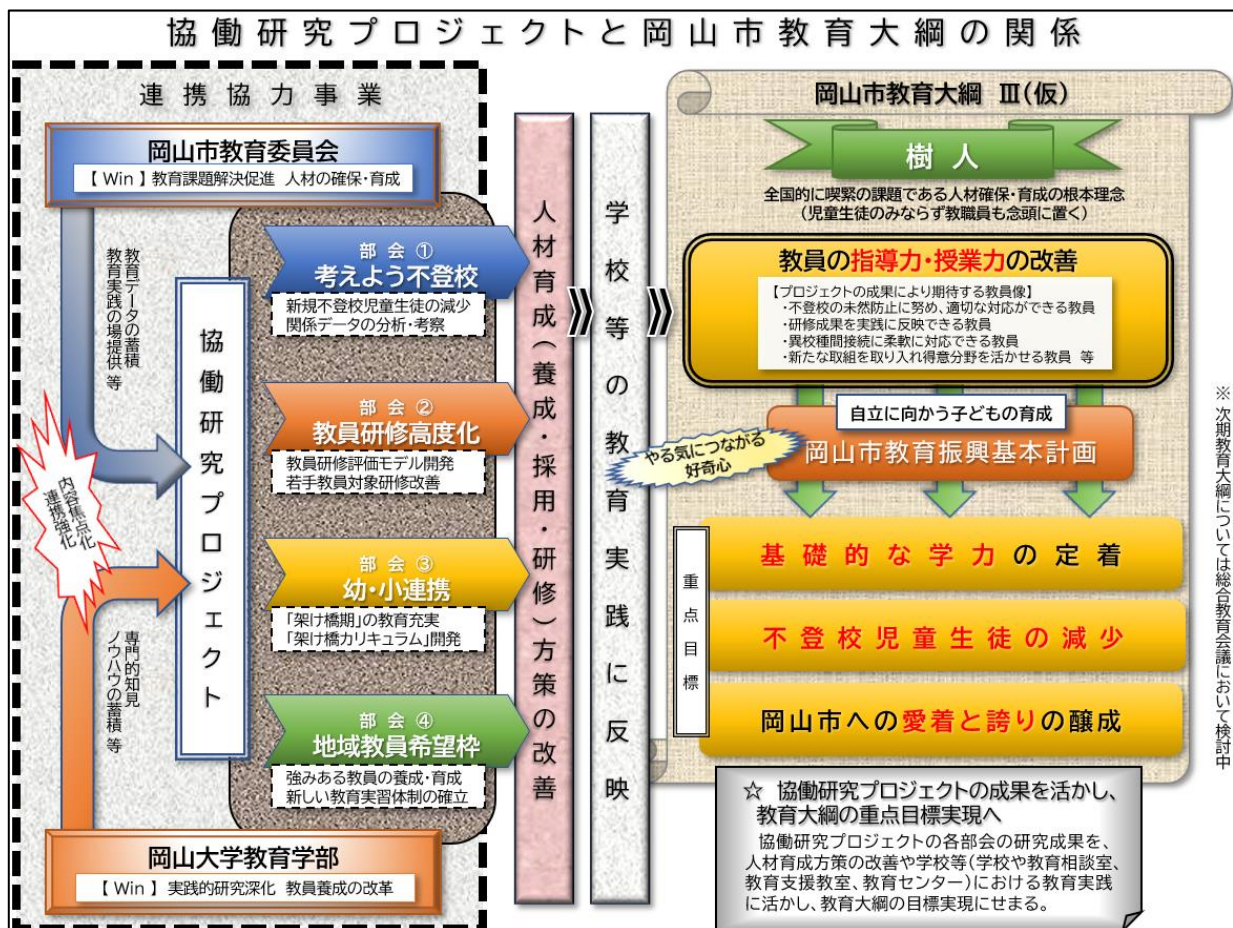 協働研究プロジェクトと岡山市教育大綱の関係
連携協力事業
岡山市教育委員会
【 Win 】教育課題解決促進 人材の確保・育成
教育データの蓄積
教育実践の場提供 等
内容焦点化
連携強化
専門的知見
ノウハウの蓄積 等
協働研究プロジェクト
部会 ①
考えよう不登校
新規不登校児童生徒の減少
関係データの分析・考察
部会 ②
教員研修高度化
教員研修評価モデル開発
若手教員対象研修改善
部会 ③
幼・小連携
「架け橋期」の教育充実
「架け橋カリキュラム」開発
部会 ④
地域教員希望枠
強みある教員の養成・育成
新しい教育実習体制の確立
岡山大学教育学部
【 Win 】 実践的研究深化 教員養成の改革
人材育成(養成・採用・研修)方策の改善
学校等の教育実践に反映
岡山市教育大綱 Ⅲ(仮)
樹人
全国的に喫緊の課題である人材確保・育成の根本理念
(児童生徒のみならず教職員も念頭に置く)
教員の指導力・授業力の改善
【プロジェクトの成果により期待する教員像】
・不登校の未然防止に努め、適切な対応ができる教員
・研修成果を実践に反映できる教員
・異校種間接続に柔軟に対応できる教員
・新たな取組を取り入れ得意分野を活かせる教員 等
自立に向かう子どもの育成
岡山市教育振興基本計画
やる気につながる
好奇心
重点目標
基礎的な学力の定着
不登校児童生徒の減少
岡山市への愛着と誇りの醸成
☆ 協働研究プロジェクトの成果を活かし、
教育大綱の重点目標実現へ
協働研究プロジェクトの各部会の研究成果を、
人材育成方策の改善や学校等(学校や教育相談室、
教育支援教室、教育センター)における教育実践
に活かし、教育大綱の目標実現にせまる。
※ 次期教育大綱については総合教育会議において検討中